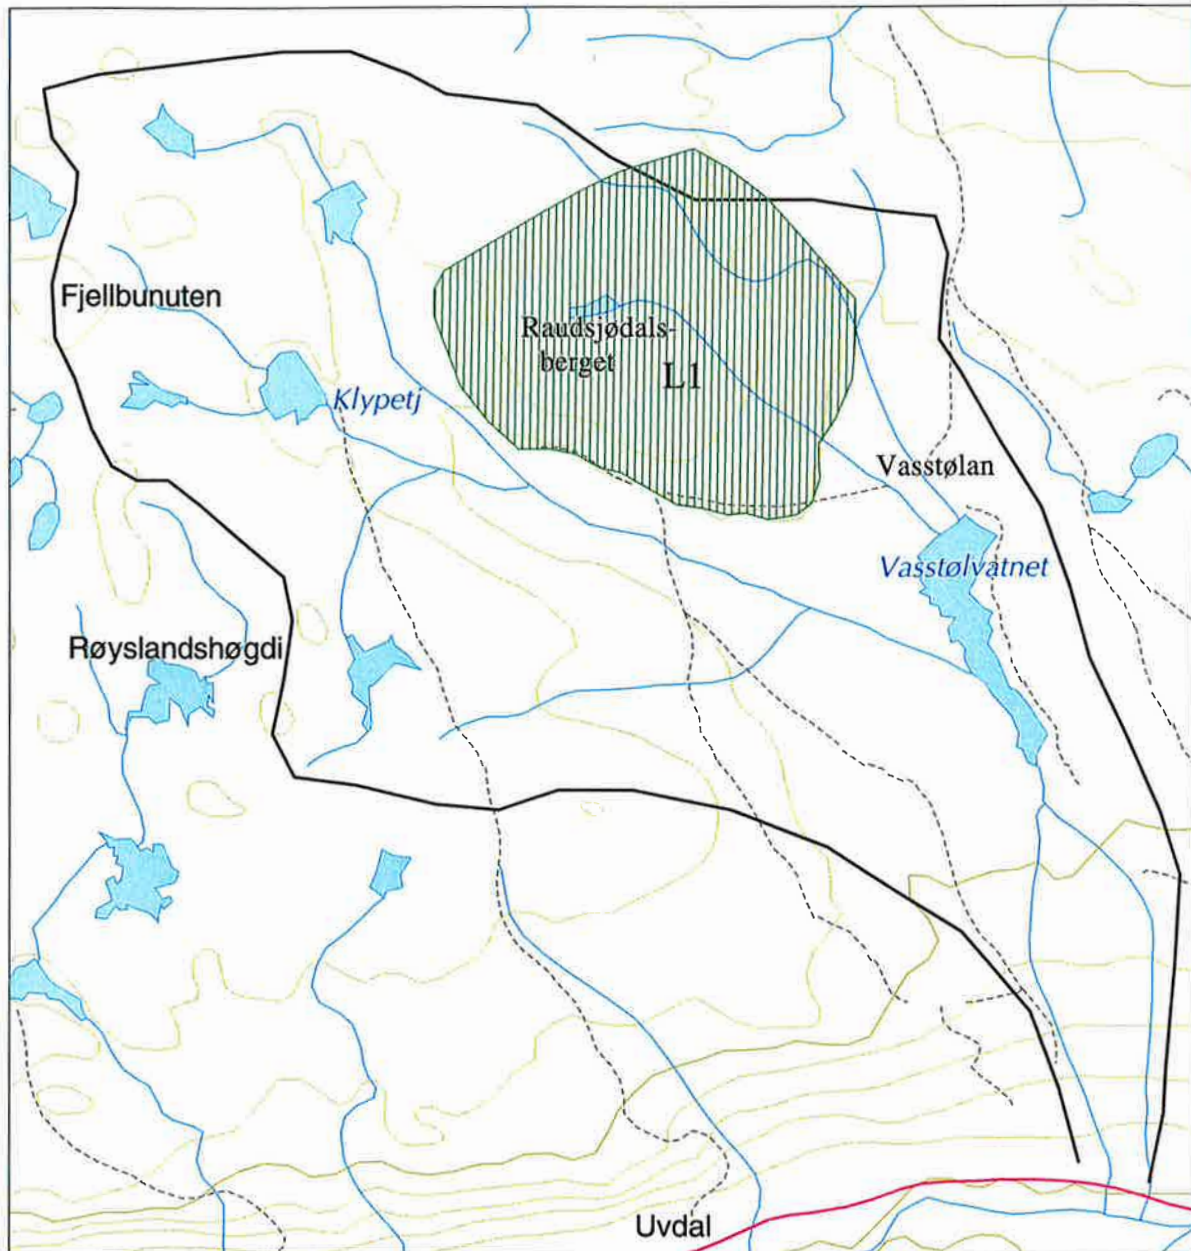 Fjellbunuten
Raudsjødals-
berget
L1
Klypetj
Vasstølan
Vasstølvatnet
Røyslandshøgdi
Uvdal